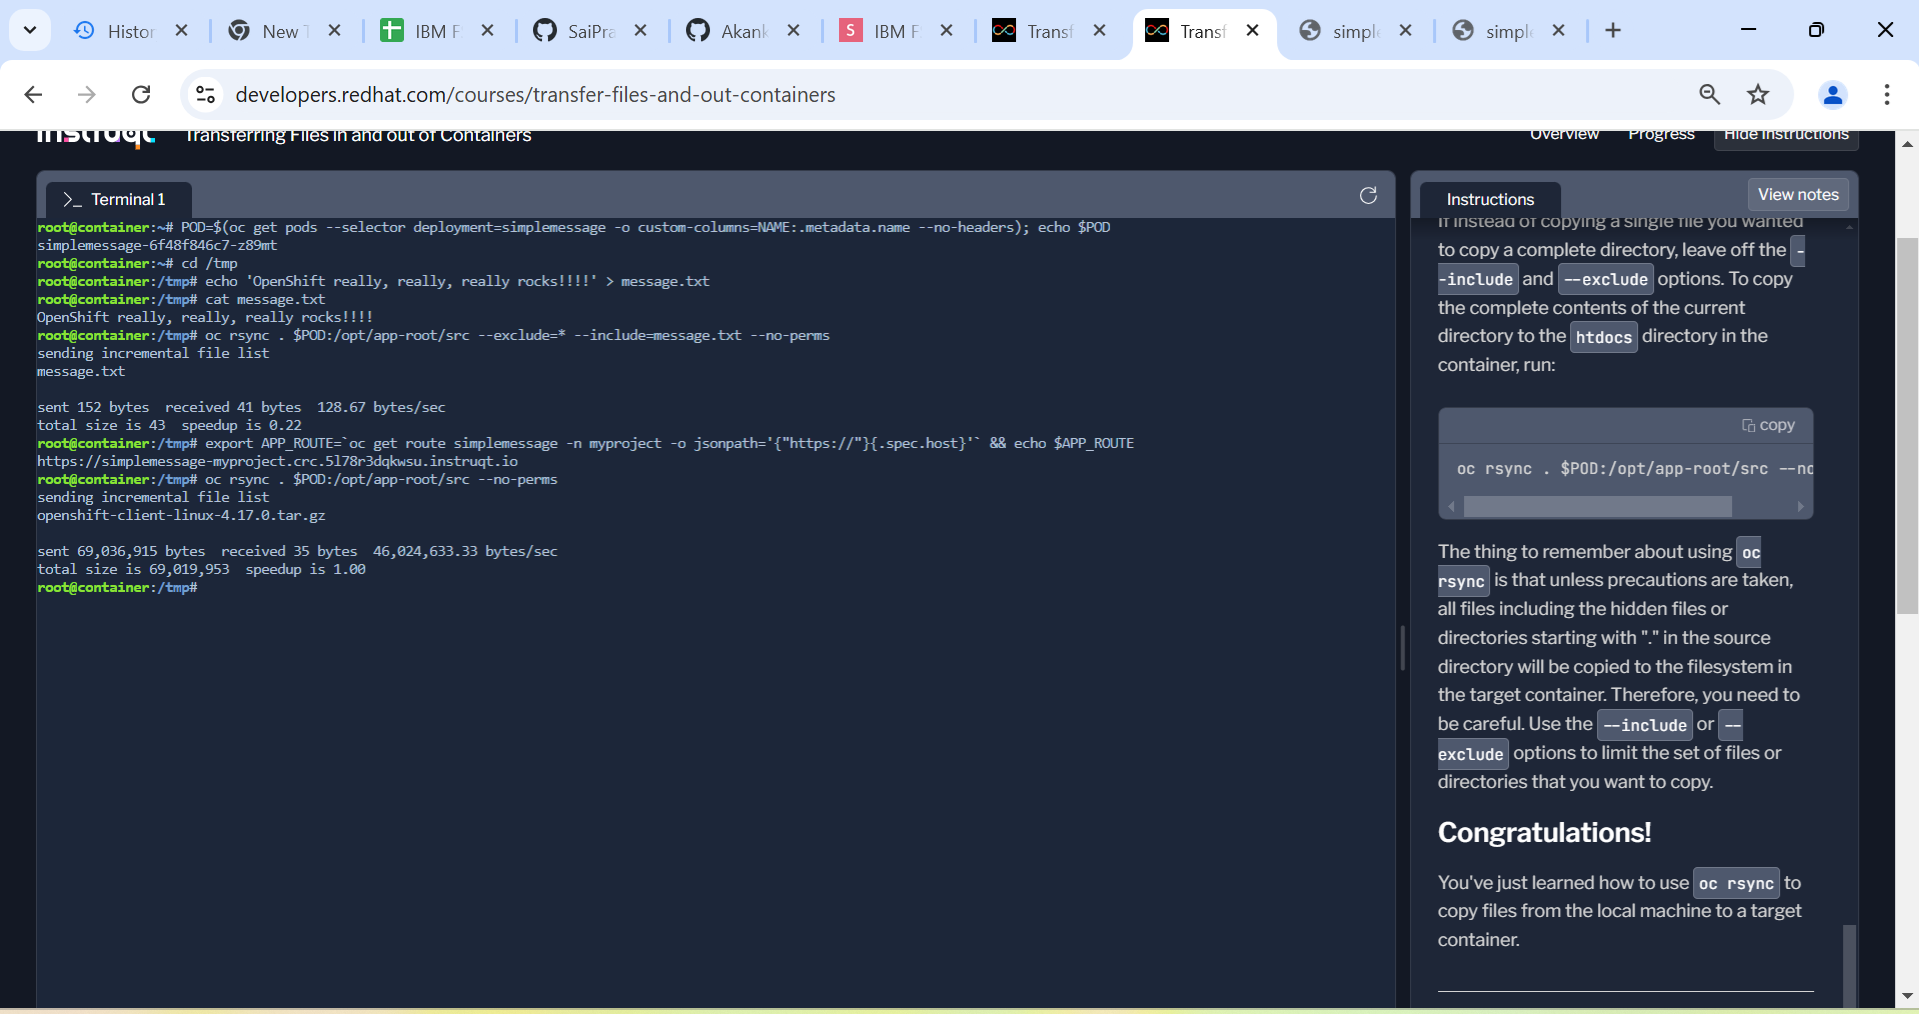 Histor
New T
IBM F
SaiPra
Akank
S
IBM F
Transf
Transf
simple
simple
developers.redhat.com/courses/transfer-files-and-out-containers
instruqt
Transferring Files in and out of Containers
Overview
Progress
Hide Instructions
>_ Terminal 1
root@container:~# POD=$(oc get pods --selector deployment=simplemessage -o custom-columns=NAME:.metadata.name --no-headers); echo $POD
simplemessage-6f48f846c7-z89mt
root@container:~# cd /tmp
root@container:/tmp# echo 'OpenShift really, really, really rocks!!!!' > message.txt
root@container:/tmp# cat message.txt
OpenShift really, really, really rocks!!!!
root@container:/tmp# oc rsync . $POD:/opt/app-root/src --exclude=* --include=message.txt --no-perms
sending incremental file list
message.txt
sent 152 bytes  received 41 bytes  128.67 bytes/sec
total size is 43  speedup is 0.22
root@container:/tmp# export APP_ROUTE=`oc get route simplemessage -n myproject -o jsonpath='{"https://"}{.spec.host}'` && echo $APP_ROUTE
https://simplemessage-myproject.crc.5l78r3dqkwsu.instruqt.io
root@container:/tmp# oc rsync . $POD:/opt/app-root/src --no-perms
sending incremental file list
openshift-client-linux-4.17.0.tar.gz
sent 69,036,915 bytes  received 35 bytes  46,024,633.33 bytes/sec
total size is 69,019,953  speedup is 1.00
root@container:/tmp#
Instructions
View notes
If instead of copying a single file you wanted
to copy a complete directory, leave off the -
-include and --exclude options. To copy
the complete contents of the current
directory to the htdocs directory in the
container, run:
copy
oc rsync . $POD:/opt/app-root/src --no
The thing to remember about using oc
rsync is that unless precautions are taken,
all files including the hidden files or
directories starting with "." in the source
directory will be copied to the filesystem in
the target container. Therefore, you need to
be careful. Use the --include or --
exclude options to limit the set of files or
directories that you want to copy.
Congratulations!
You've just learned how to use oc rsync to
copy files from the local machine to a target
container.